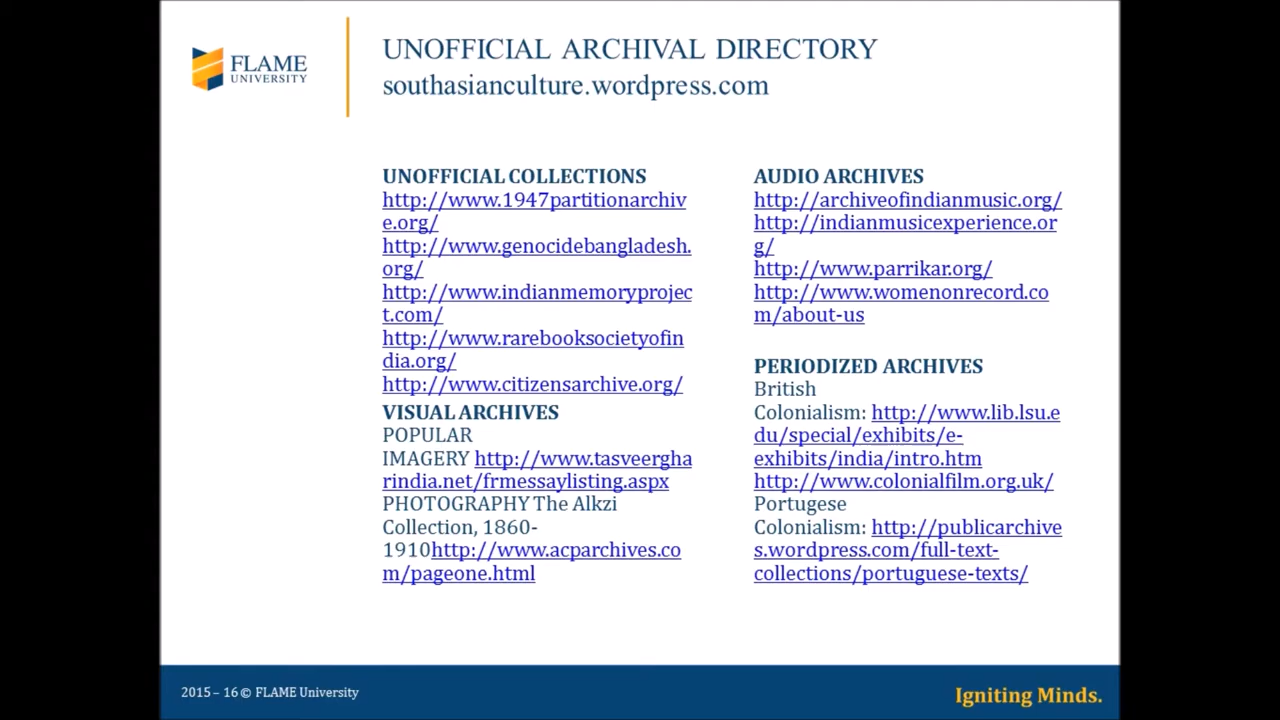 FLAME
UNIVERSITY
UNOFFICIAL ARCHIVAL DIRECTORY
southasianculture.wordpress.com
UNOFFICIAL COLLECTIONS
http://www.1947partitionarchiv
e.org/
http://www.genocidebangladesh.
org/
http://www.indianmemoryprojec
t.com/
http://www.rarebooksocietyofin
dia.org/
http://www.citizensarchive.org/
VISUAL ARCHIVES
POPULAR
IMAGERY http://www.tasveergha
rindia.net/frmessaylisting.aspx
PHOTOGRAPHY The Alkzi
Collection, 1860-
1910http://www.acparchives.co
m/pageone.html
AUDIO ARCHIVES
http://archiveofindianmusic.org/
http://indianmusicexperience.or
g/
http://www.parrikar.org/
http://www.womenonrecord.co
m/about-us
PERIODIZED ARCHIVES
British
Colonialism: http://www.lib.lsu.e
du/special/exhibits/e-
exhibits/india/intro.htm
http://www.colonialfilm.org.uk/
Portugese
Colonialism: http://publicarchive
s.wordpress.com/full-text-
collections/portuguese-texts/
2015 – 16 © FLAME University
Igniting Minds.